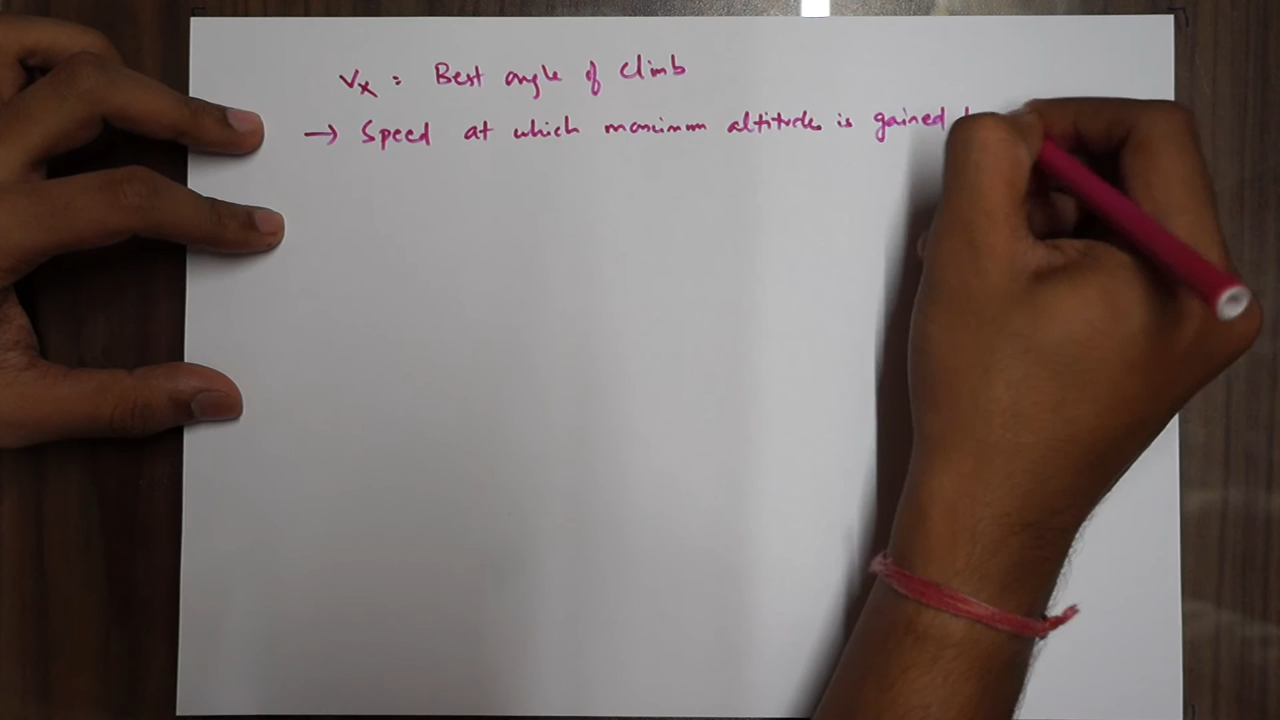 Vx = Best angle of climb
→ Speed at which maximum altitude is gained